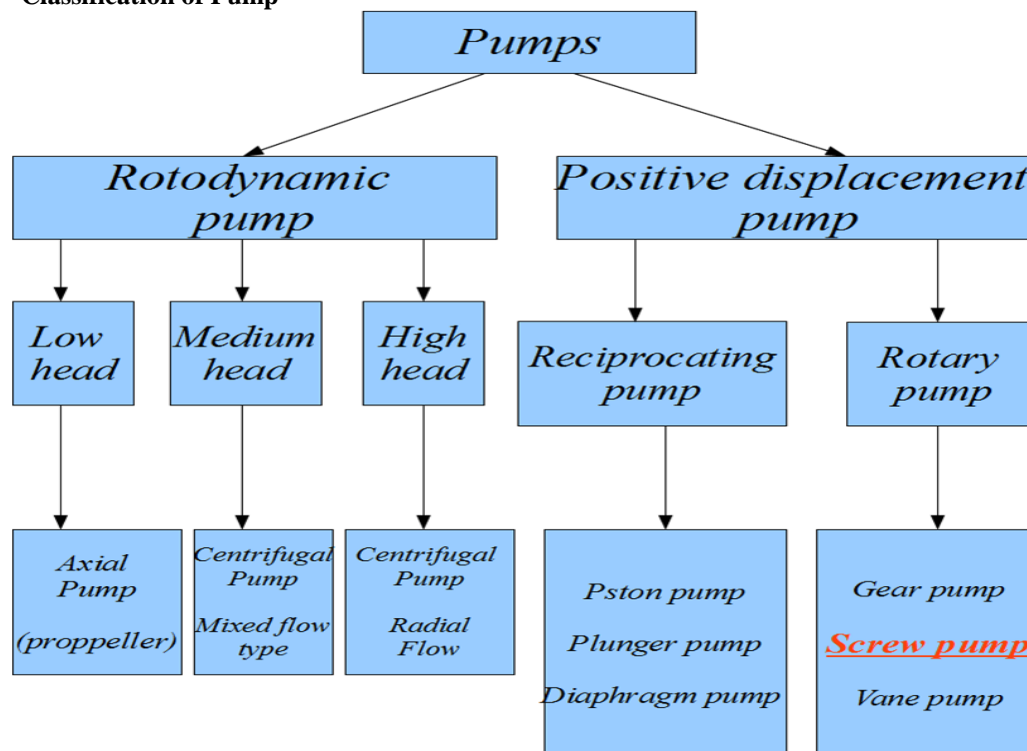 Classification of Pump
Pumps
Rotodynamic
pump
Positive displacement
pump
Low
head
Medium
head
High
head
Reciprocating
pump
Rotary
pump
Axial
Pump
(proppeller)
Centrifugal
Pump
Mixed flow
type
Centrifugal
Pump
Radial
Flow
Pston pump
Plunger pump
Diaphragm pump
Gear pump
Screw pump
Vane pump